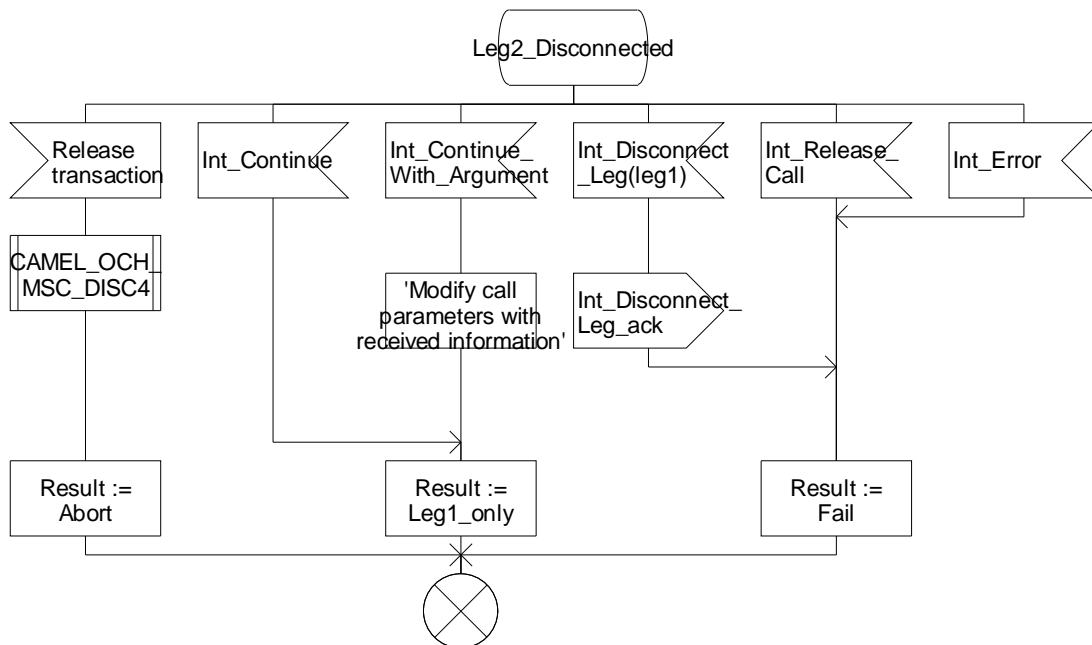 Leg2_Disconnected
Release
transaction
Int_Continue
Int_Continue_
With_Argument
Int_Disconnect
_Leg(leg1)
Int_Release_
Call
Int_Error
CAMEL_OCH_
MSC_DISC4
'Modify call
parameters with
received information'
Int_Disconnect_
Leg_ack
Result :=
Abort
Result :=
Leg1_only
Result :=
Fail